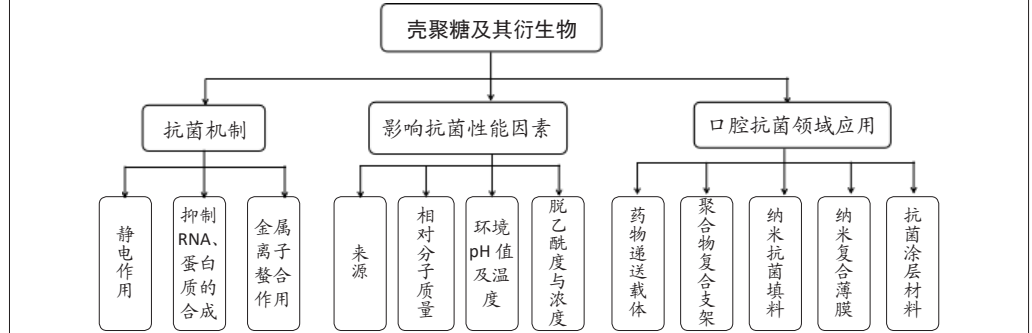 壳聚糖及其衍生物
抗菌机制
影响抗菌性能因素
口腔抗菌领域应用
静电作用
抑制
RNA、
蛋白
质的
合成
金属
离子
螯合
作用
来源
相对分子质量
环境
pH 值
及温
度
脱乙酰度与浓度
药物递送载体
聚合物复合支架
纳米抗菌填料
纳米复合薄膜
抗菌涂层材料